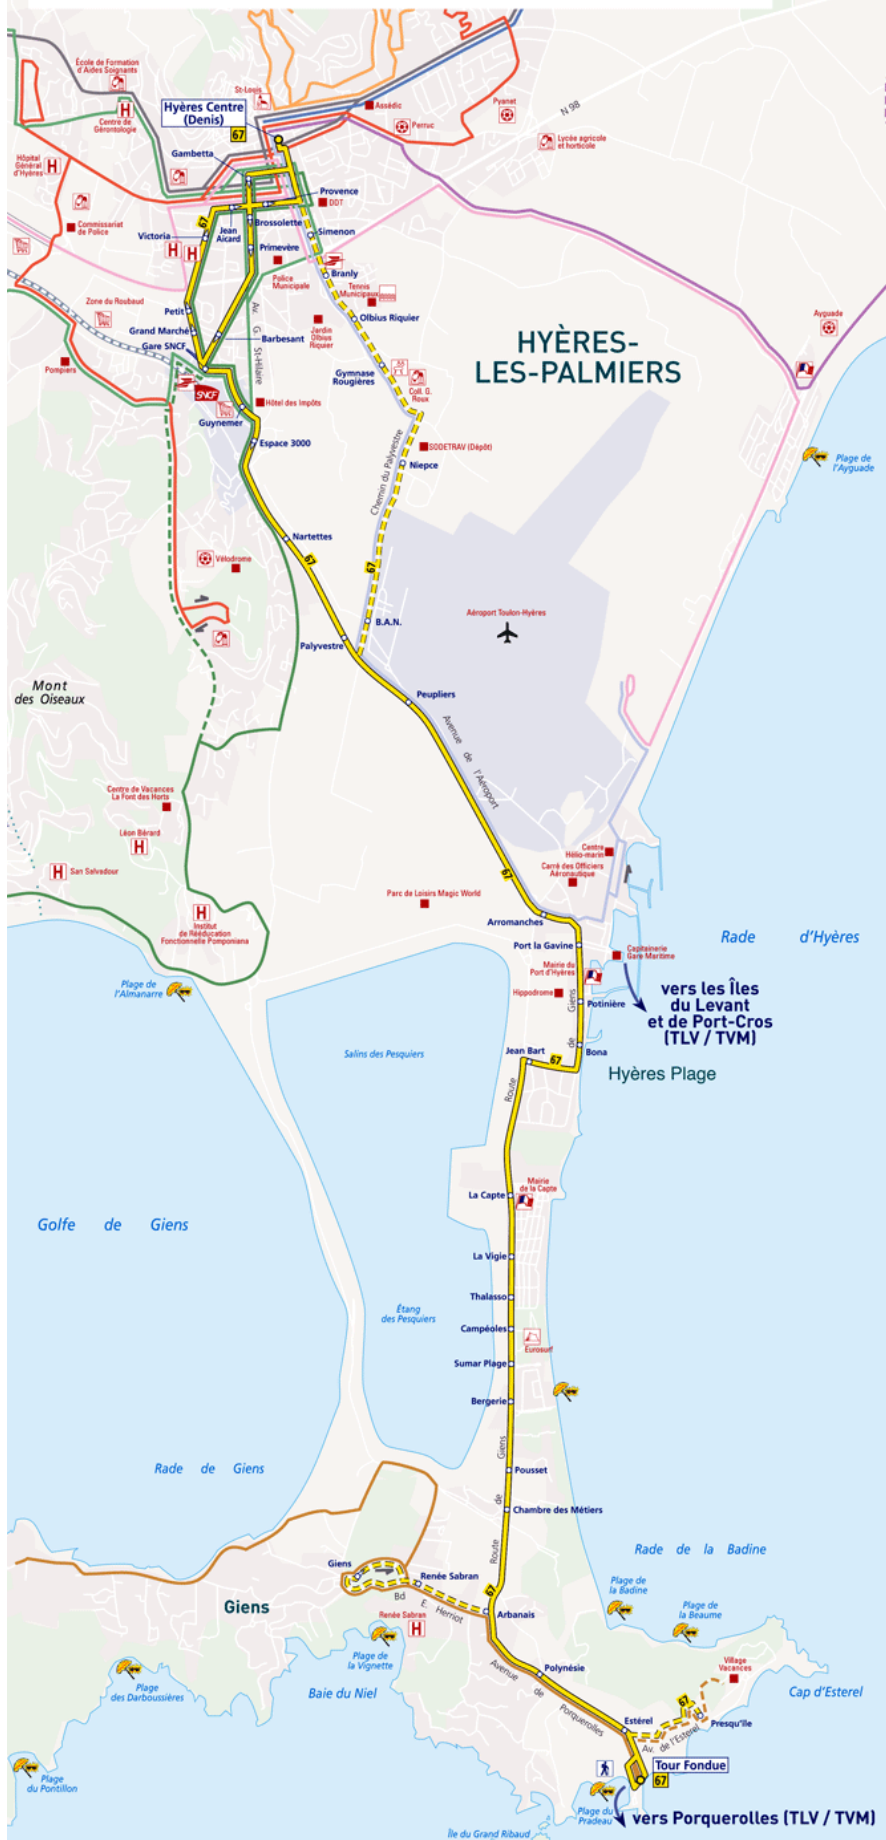 École de Formation
d'Aides Soignants
St-Louis
Hyères Centre
(Denis)
67
Assédic
N 98
Pyanet
Centre de
Gérontologie
Perruc
Lycée agricole
et horticole
Gambetta
Hôpital
Général
d'Hyères
Provence
DDT
67
Jean
Aicard
Brossolette
Simenon
Commissariat
de Police
Victoria
Primevère
Police
Municipale
Branly
Tennis
Municipaux
Zone du Roubaud
Petit
Av. G. St-Hilaire
Olbius Riquier
Ayguade
Grand Marché
Barbesant
Jardin
Olbius
Riquier
HYÈRES-
LES-PALMIERS
Gare SNCF
Pompiers
Gymnase
Rougières
Coll. G.
Roux
SNCF
Hôtel des Impôts
Guynemer
Espace 3000
Chemin du Palyvestre
SODETRAV (Dépôt)
Niepce
Plage de
l'Ayguade
Nartettes
67
Vélodrome
67
Aéroport Toulon-Hyères
B.A.N.
Palyvestre
Mont
des Oiseaux
Peupliers
Avenue de l'Aéroport
Centre de Vacances
La Font des Horts
Léon Bérard
Centre
Hélio-marin
San Salvadour
67
Carré des Officiers
Aéronautique
Parc de Loisirs Magic World
Institut
de Rééducation
Fonctionnelle Pomponiana
Arromanches
Port la Gavine
Rade d'Hyères
Capitainerie
Gare Maritime
Mairie du
Port d'Hyères
Plage de
l'Almanarre
Hippodrome
Potinière
vers les Îles
du Levant
et de Port-Cros
(TLV / TVM)
Salins des Pesquiers
Jean Bart
67
Bona
Hyères Plage
Route de Giens
Mairie
de la Capte
La Capte
Golfe de Giens
La Vigie
Thalasso
Étang
des Pesquiers
Campéoles
Eurosurf
Sumar Plage
Bergerie
Rade de Giens
Pousset
Chambre des Métiers
Route de Giens
Rade de la Badine
Giens
Renée Sabran
Plage de
la Badine
67
Bd E. Herriot
Arbanais
Plage de
la Beaume
Giens
Renée Sabran
Plage de
la Vignette
Village
Vacances
Polynésie
Plage
des Darboussières
Baie du Niel
Avenue de Porquerolles
67
Cap d'Esterel
Estérel
Presqu'île
Av. de l'Esterel
Tour Fondue
67
Plage
du Pontillon
Plage du
Pradeau
vers Porquerolles (TLV / TVM)
Île du Grand Ribaud